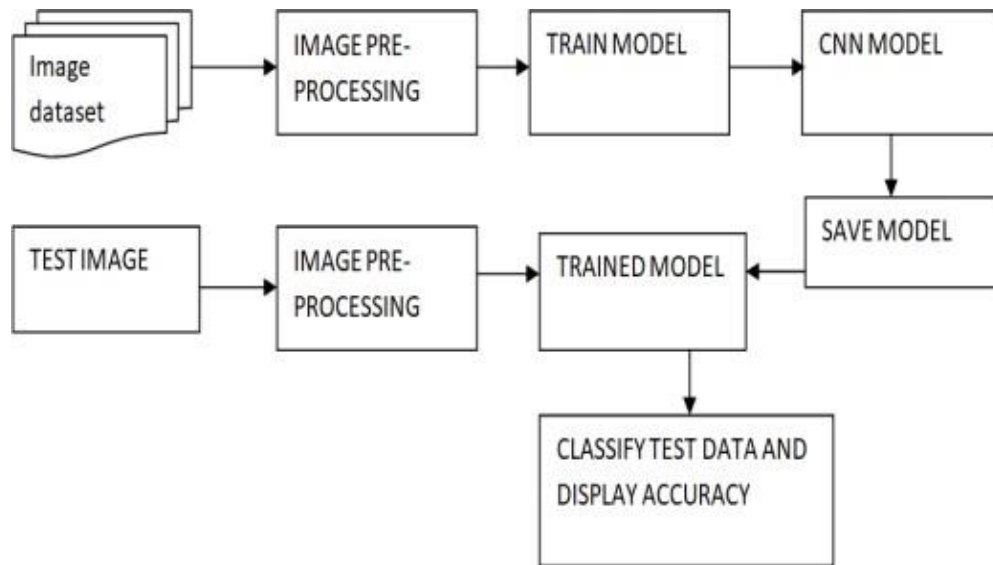 Image
dataset
IMAGE PRE-
PROCESSING
TRAIN MODEL
CNN MODEL
SAVE MODEL
TEST IMAGE
IMAGE PRE-
PROCESSING
TRAINED MODEL
CLASSIFY TEST DATA AND
DISPLAY ACCURACY